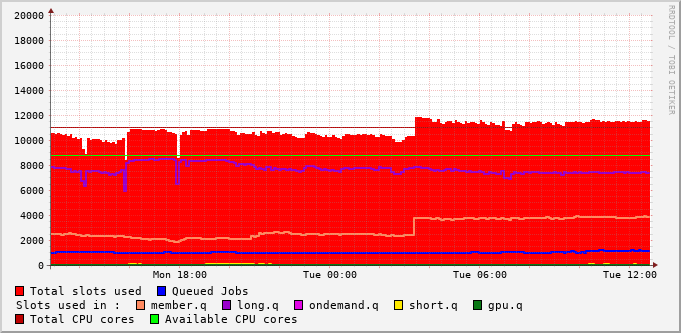 20000
18000
16000
14000
12000
10000
8000
6000
4000
2000
0
Mon 18:00 Tue 00:00 Tue 06:00 Tue 12:00
Total slots used Queued Jobs
Slots used in : member.q long.q ondemand.q short.q gpu.q
Total CPU cores Available CPU cores
RRDTOOL / TOBI OETIKER